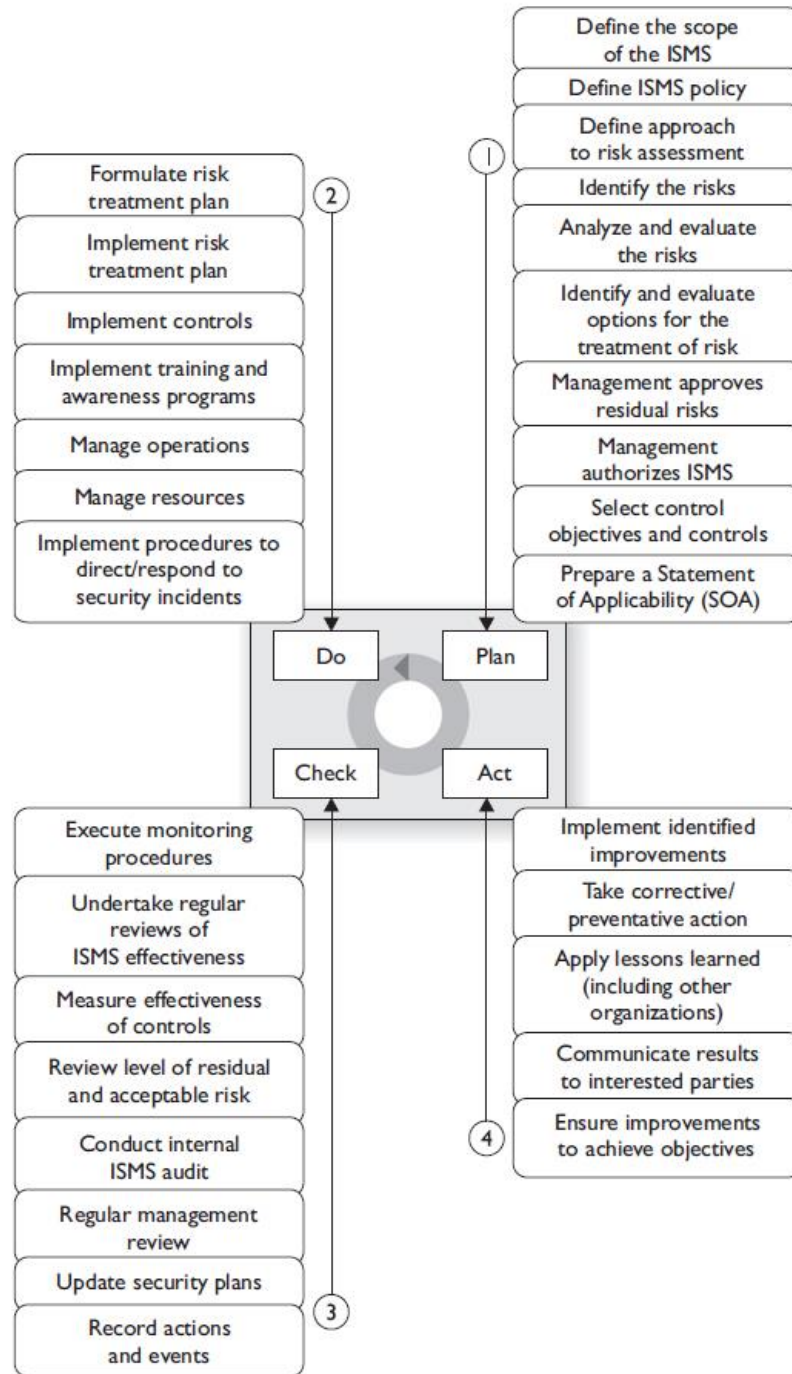 Define the scope
of the ISMS
Define ISMS policy
Define approach
to risk assessment
Identify the risks
Analyze and evaluate
the risks
Identify and evaluate
options for the
treatment of risk
Management approves
residual risks
Management
authorizes ISMS
Select control
objectives and controls
Prepare a Statement
of Applicability (SOA)
1
Formulate risk
treatment plan
Implement risk
treatment plan
Implement controls
Implement training and
awareness programs
Manage operations
Manage resources
Implement procedures to
direct/respond to
security incidents
2
Do
Plan
Check
Act
Execute monitoring
procedures
Undertake regular
reviews of
ISMS effectiveness
Measure effectiveness
of controls
Review level of residual
and acceptable risk
Conduct internal
ISMS audit
Regular management
review
Update security plans
Record actions
and events
3
Implement identified
improvements
Take corrective/
preventative action
Apply lessons learned
(including other
organizations)
Communicate results
to interested parties
Ensure improvements
to achieve objectives
4